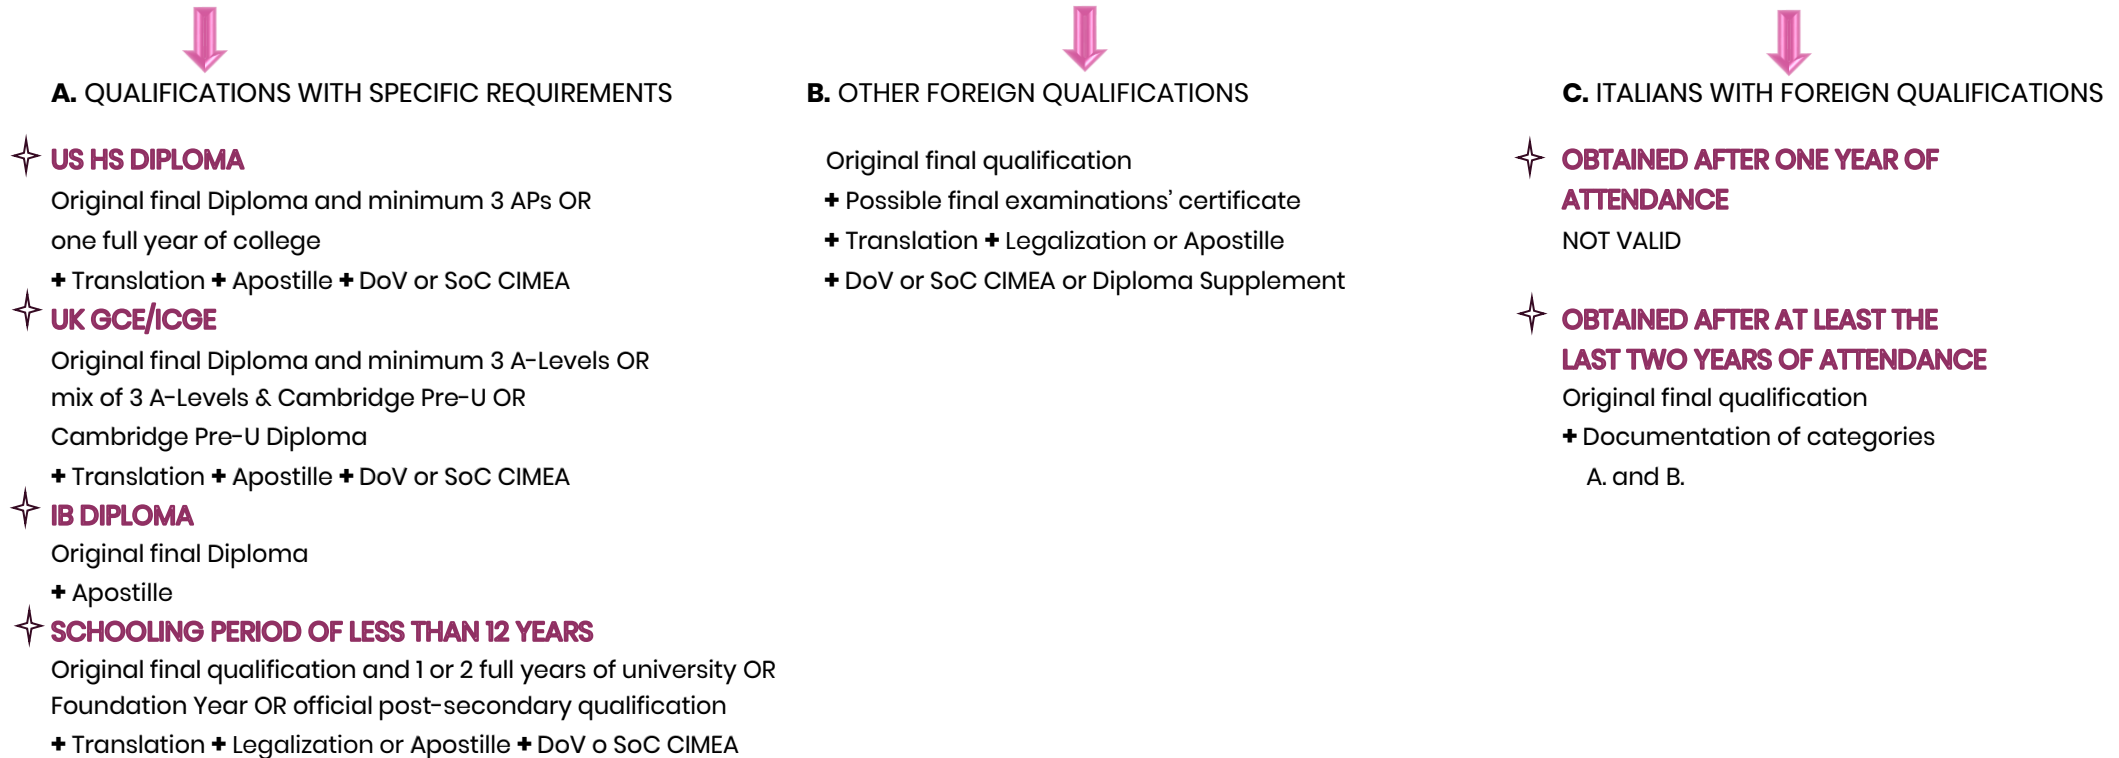 A. QUALIFICATIONS WITH SPECIFIC REQUIREMENTS
US HS DIPLOMA
Original final Diploma and minimum 3 APs OR
one full year of college
+ Translation + Apostille + DoV or SoC CIMEA
UK GCE/ICGE
Original final Diploma and minimum 3 A-Levels OR
mix of 3 A-Levels & Cambridge Pre-U OR
Cambridge Pre-U Diploma
+ Translation + Apostille + DoV or SoC CIMEA
IB DIPLOMA
Original final Diploma
+ Apostille
SCHOOLING PERIOD OF LESS THAN 12 YEARS
Original final qualification and 1 or 2 full years of university OR
Foundation Year OR official post-secondary qualification
+ Translation + Legalization or Apostille + DoV o SoC CIMEA
B. OTHER FOREIGN QUALIFICATIONS
Original final qualification
+ Possible final examinations’ certificate
+ Translation + Legalization or Apostille
+ DoV or SoC CIMEA or Diploma Supplement
C. ITALIANS WITH FOREIGN QUALIFICATIONS
OBTAINED AFTER ONE YEAR OF
ATTENDANCE
NOT VALID
OBTAINED AFTER AT LEAST THE
LAST TWO YEARS OF ATTENDANCE
Original final qualification
+ Documentation of categories
A. and B.